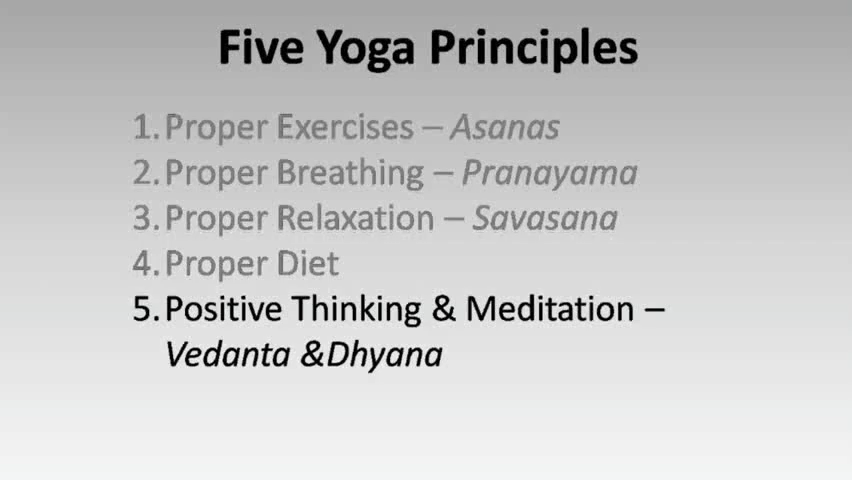 Five Yoga Principles
1. Proper Exercises – Asanas
2. Proper Breathing – Pranayama
3. Proper Relaxation – Savasana
4. Proper Diet
5. Positive Thinking & Meditation –
Vedanta &Dhyana